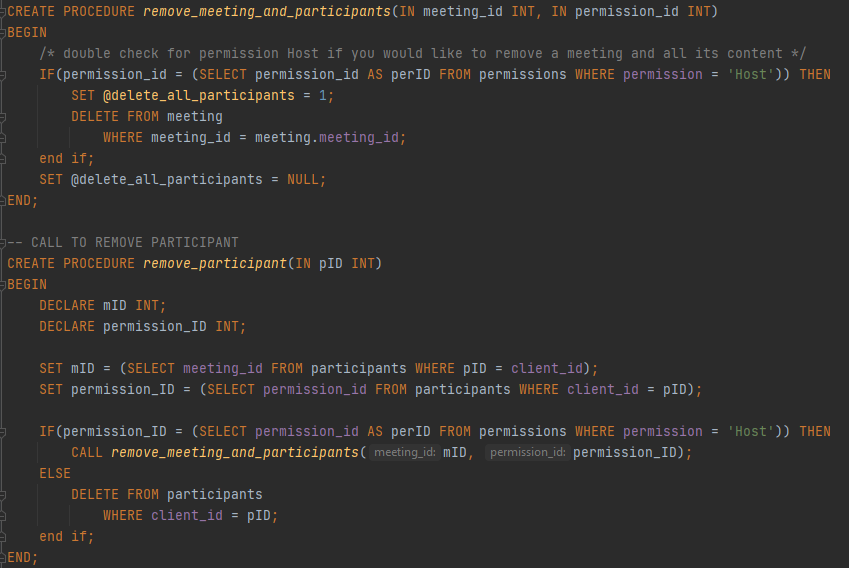 CREATE PROCEDURE remove_meeting_and_participants(IN meeting_id INT, IN permission_id INT)
BEGIN
    /* double check for permission Host if you would like to remove a meeting and all its content */
    IF(permission_id = (SELECT permission_id AS perID FROM permissions WHERE permission = 'Host')) THEN
        SET @delete_all_participants = 1;
        DELETE FROM meeting
            WHERE meeting_id = meeting.meeting_id;
    end if;
    SET @delete_all_participants = NULL;
END;

-- CALL TO REMOVE PARTICIPANT
CREATE PROCEDURE remove_participant(IN pID INT)
BEGIN
    DECLARE mID INT;
    DECLARE permission_ID INT;

    SET mID = (SELECT meeting_id FROM participants WHERE pID = client_id);
    SET permission_ID = (SELECT permission_id FROM participants WHERE client_id = pID);

    IF(permission_ID = (SELECT permission_id AS perID FROM permissions WHERE permission = 'Host')) THEN
        CALL remove_meeting_and_participants( meeting_id: mID, permission_id: permission_ID);
    ELSE
        DELETE FROM participants
            WHERE client_id = pID;
    end if;
END;